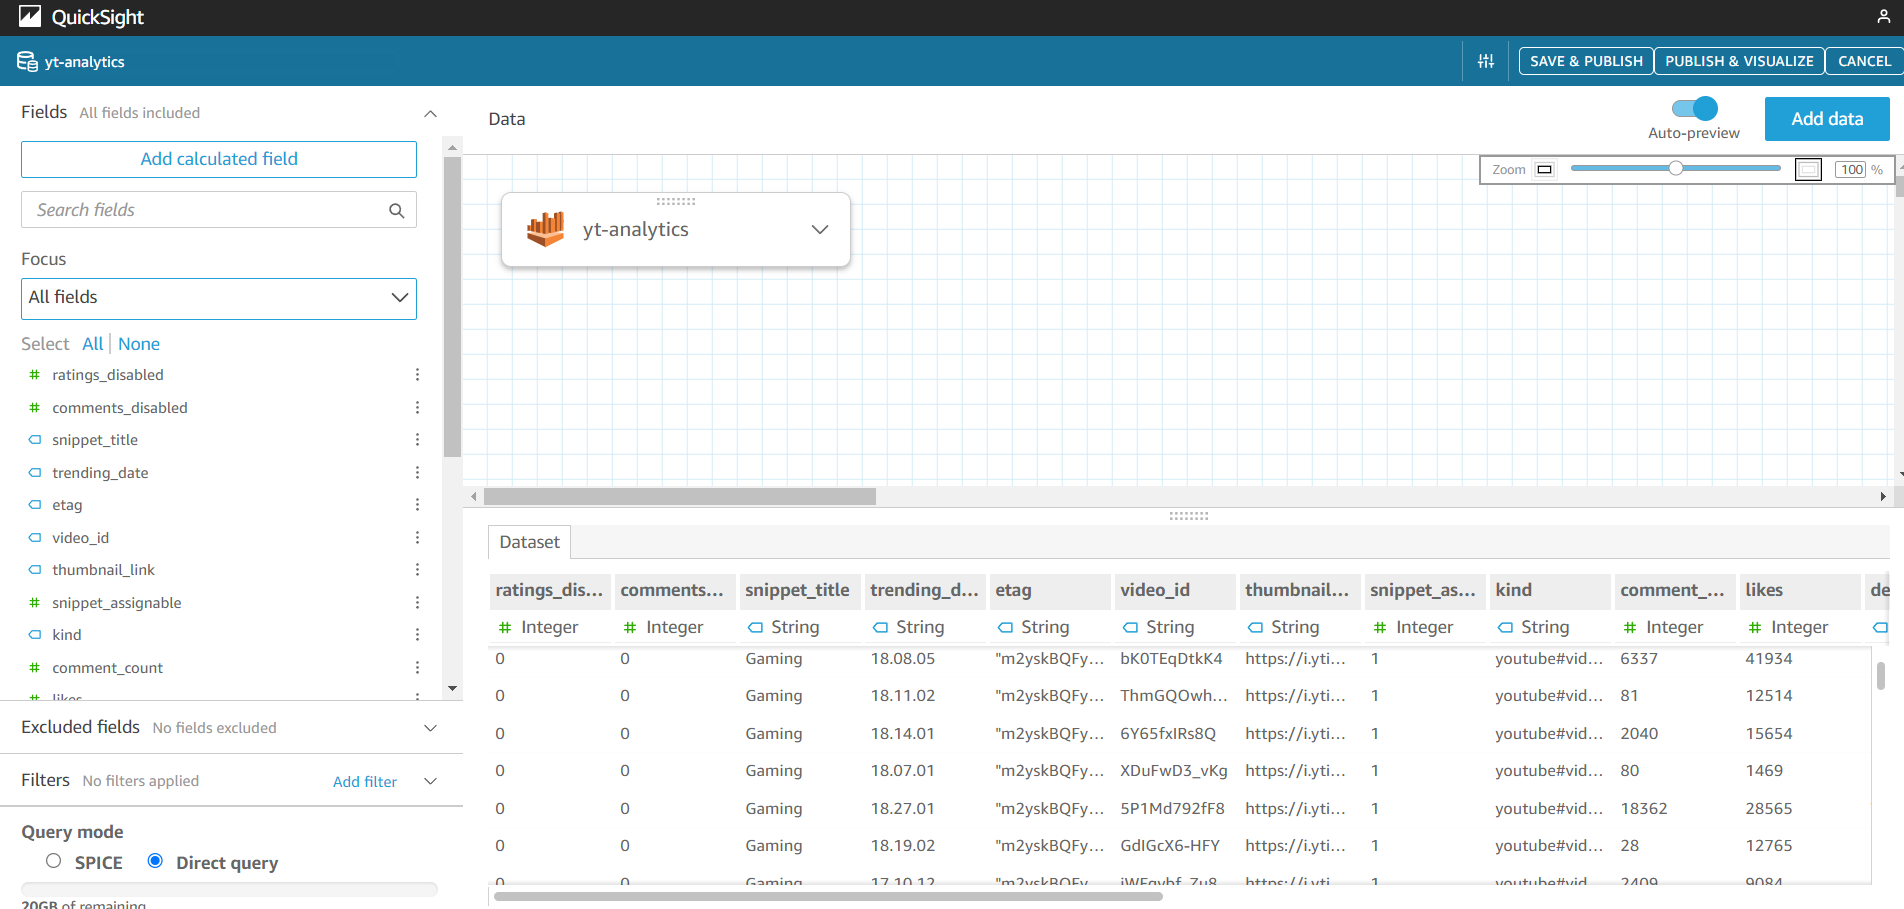 QuickSight
yt-analytics
SAVE & PUBLISH PUBLISH & VISUALIZE CANCEL
Fields All fields included
Add calculated field
Search fields
Focus
All fields
Select All None
ratings_disabled
comments_disabled
snippet_title
trending_date
etag
video_id
thumbnail_link
snippet_assignable
kind
comment_count
likes
Excluded fields No fields excluded
Filters No filters applied Add filter
Query mode
SPICE Direct query
20GB of remaining
Data
Auto-preview
Add data
Zoom 100 %
yt-analytics
Dataset
ratings_dis... comments... snippet_title trending_d... etag video_id thumbnail... snippet_as... kind comment_... likes de
Integer Integer String String String String String Integer String Integer Integer
0 0 Gaming 18.08.05 "m2yskBQFy... bK0TEqDtkK4 https://i.yti... 1 youtube#vid... 6337 41934
0 0 Gaming 18.11.02 "m2yskBQFy... ThmGQOwh... https://i.yti... 1 youtube#vid... 81 12514
0 0 Gaming 18.14.01 "m2yskBQFy... 6Y65fxIRs8Q https://i.yti... 1 youtube#vid... 2040 15654
0 0 Gaming 18.07.01 "m2yskBQFy... XDuFwD3_vKg https://i.yti... 1 youtube#vid... 80 1469
0 0 Gaming 18.27.01 "m2yskBQFy... 5P1Md792fF8 https://i.yti... 1 youtube#vid... 18362 28565
0 0 Gaming 18.19.02 "m2yskBQFy... GdIGcX6-HFY https://i.yti... 1 youtube#vid... 28 12765
0 0 Gaming 17.10.12 "m2yskBQFy... https://i.yti... 1 youtube#vid... 2409 9084